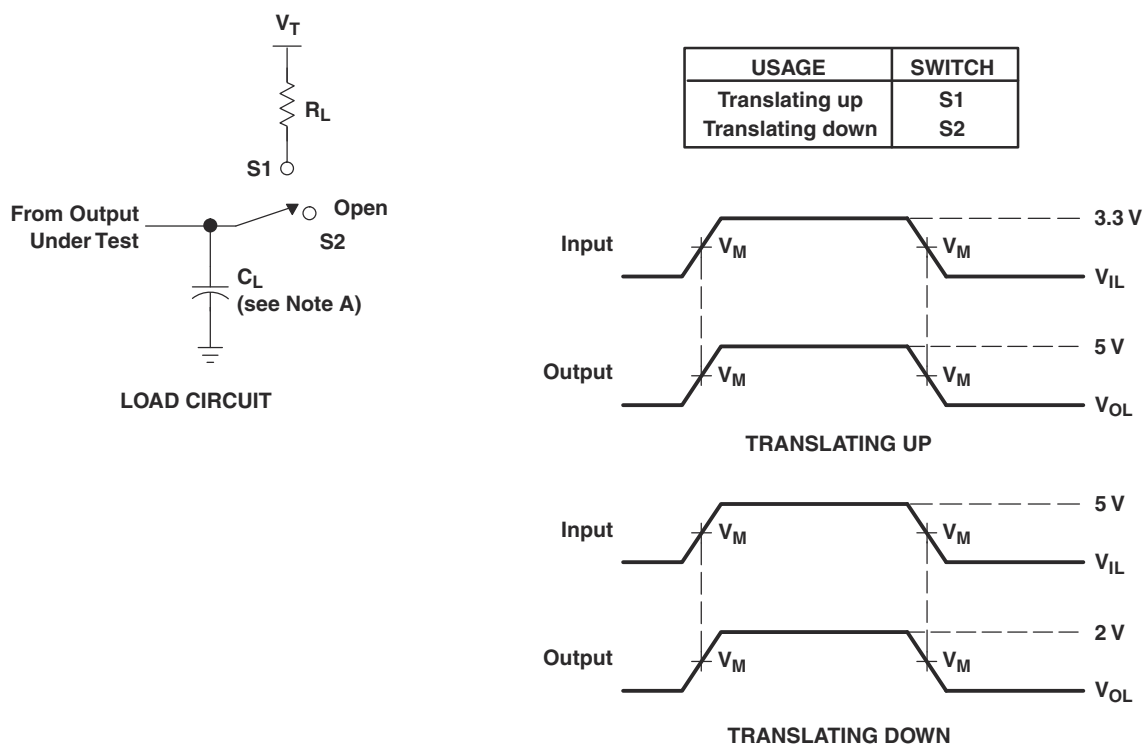 V_T
R_L
S1
From Output
Under Test
Open
S2
C_L
(see Note A)
LOAD CIRCUIT
USAGE SWITCH
Translating up S1
Translating down S2
Input
V_M
V_M
3.3 V
V_IL
Output
V_M
V_M
5 V
V_OL
TRANSLATING UP
Input
V_M
V_M
5 V
V_IL
Output
V_M
V_M
2 V
V_OL
TRANSLATING DOWN